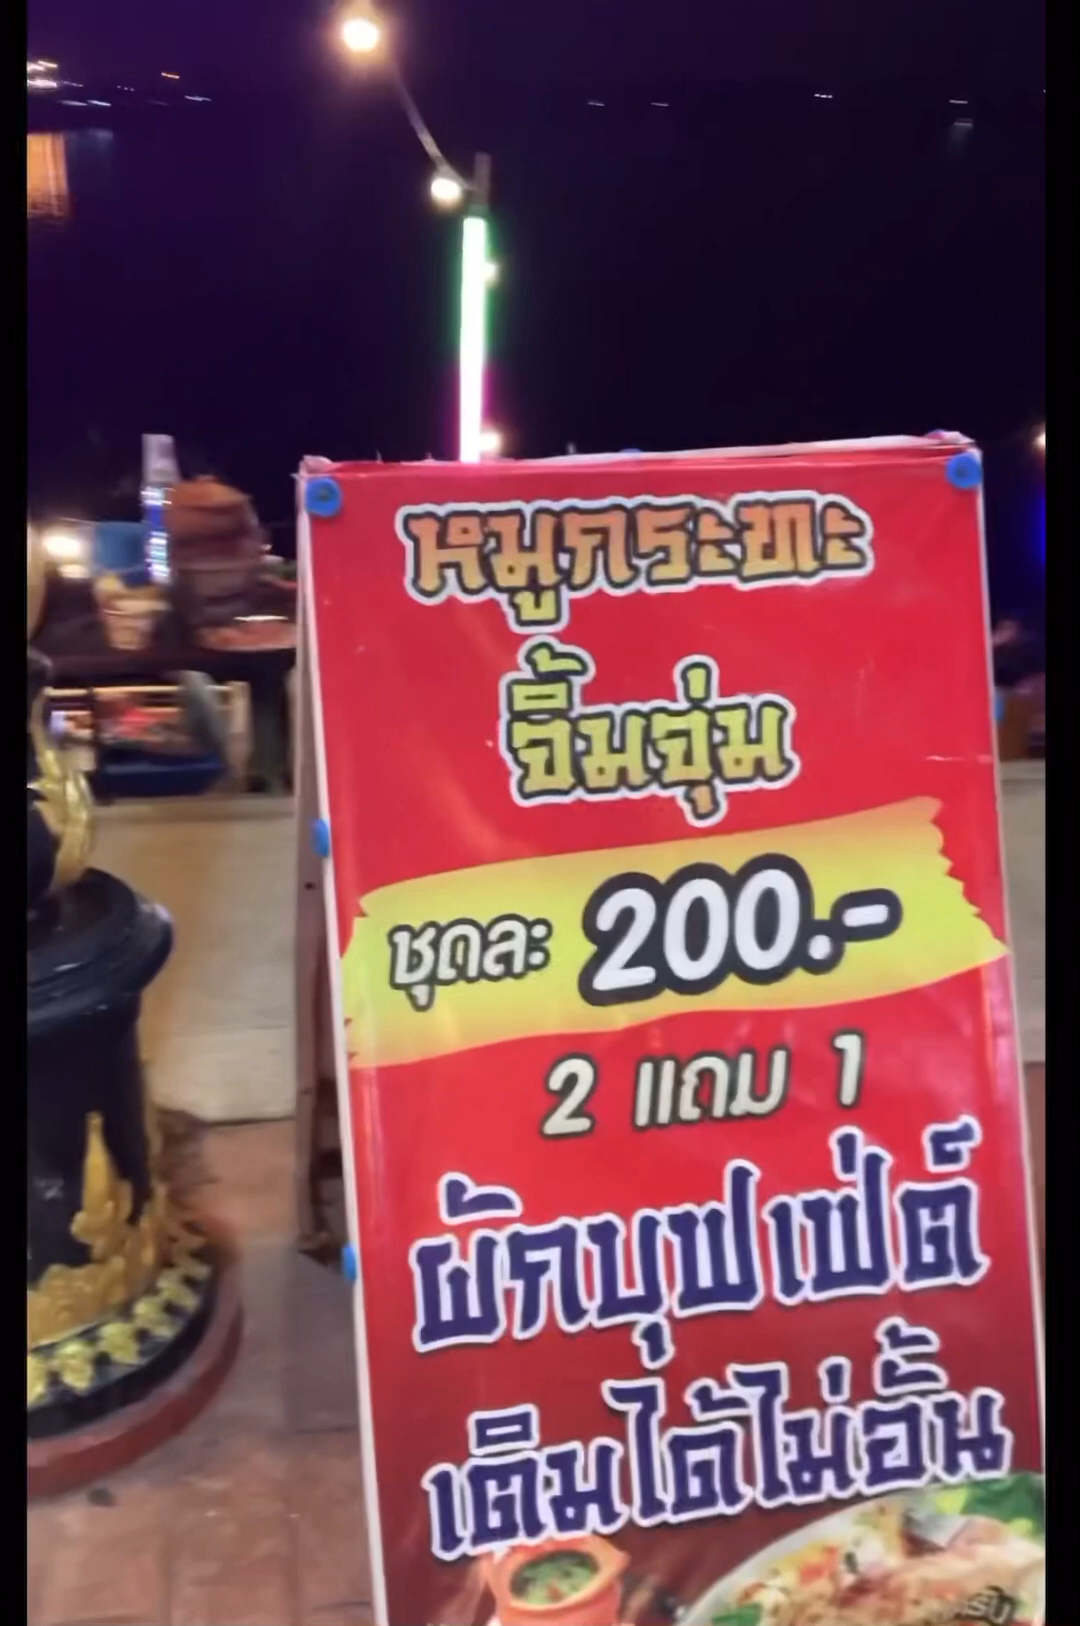 หมูกระทะ
จิ้มจุ่ม
ชุดละ 200.-
2 แถม 1
ผักบุฟเฟ่ต์
เติมได้ไม่อั้น